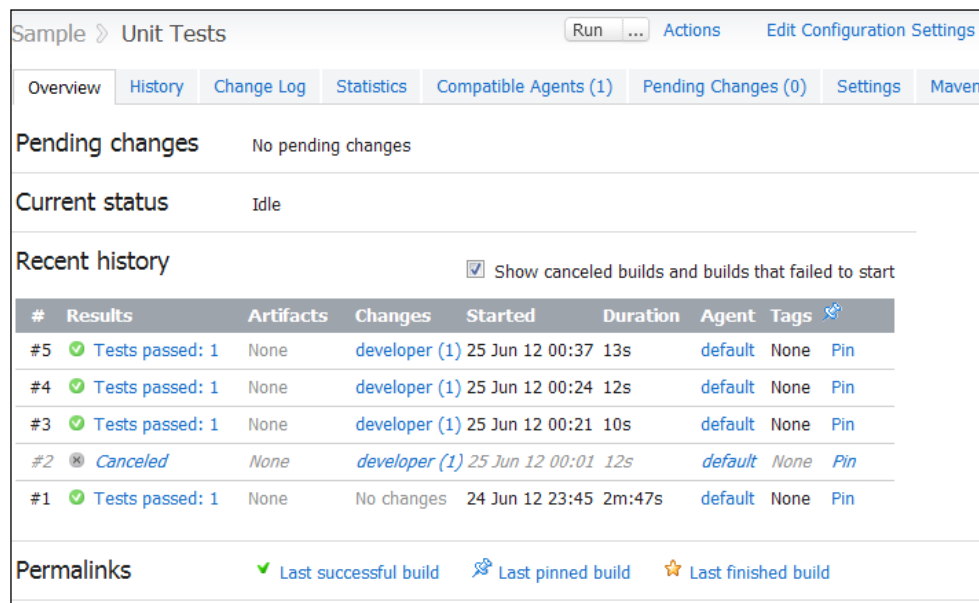 Sample » Unit Tests Run ... Actions Edit Configuration Settings
Overview History Change Log Statistics Compatible Agents (1) Pending Changes (0) Settings Maven
Pending changes No pending changes
Current status Idle
Recent history
Show canceled builds and builds that failed to start
# Results Artifacts Changes Started Duration Agent Tags
#5 Tests passed: 1 None developer (1) 25 Jun 12 00:37 13s default None Pin
#4 Tests passed: 1 None developer (1) 25 Jun 12 00:24 12s default None Pin
#3 Tests passed: 1 None developer (1) 25 Jun 12 00:21 10s default None Pin
#2 Canceled None developer (1) 25 Jun 12 00:01 12s default None Pin
#1 Tests passed: 1 None No changes 24 Jun 12 23:45 2m:47s default None Pin
Permalinks Last successful build Last pinned build Last finished build